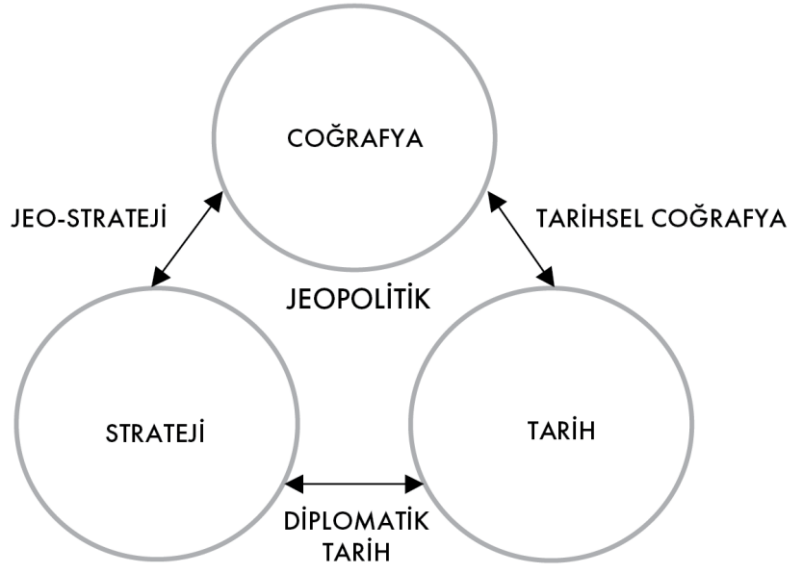 COĞRAFYA
JEO-STRATEJİ
TARİHSEL COĞRAFYA
JEOPOLİTİK
STRATEJİ
TARİH
DİPLOMATİK
TARİH